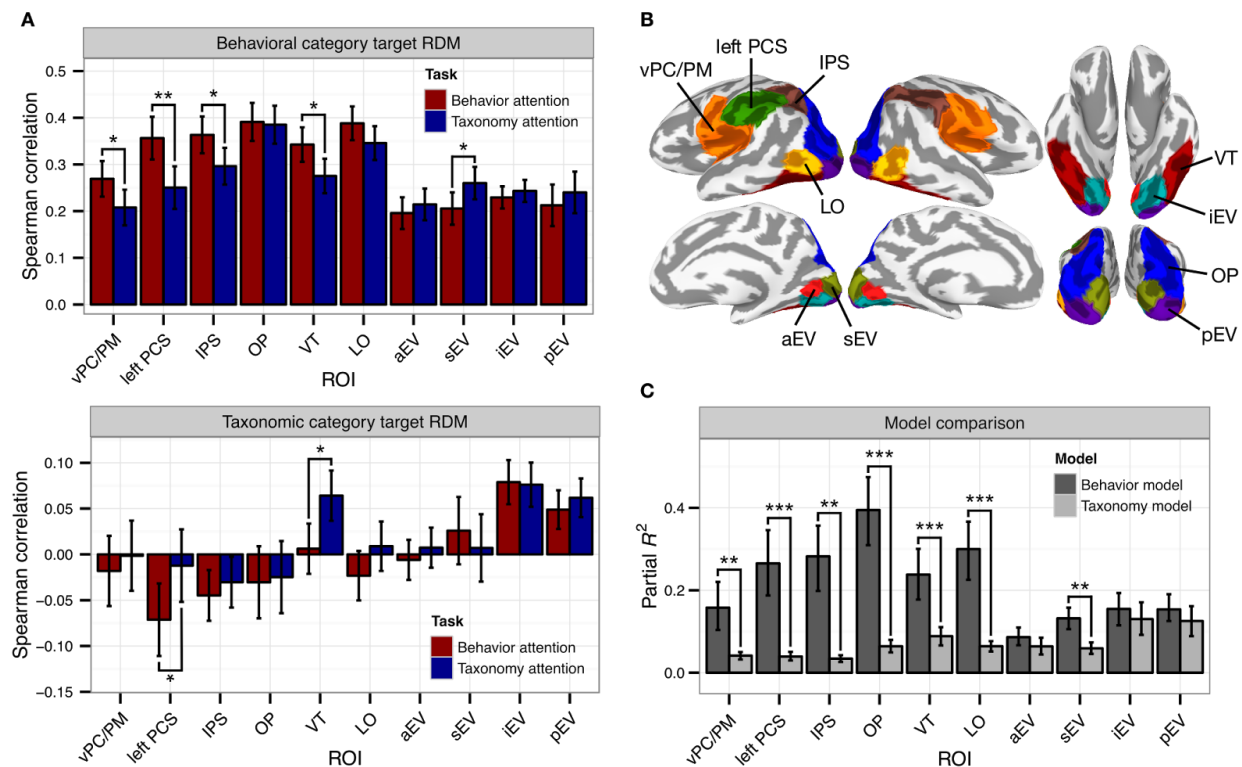 A
Behavioral category target RDM
Spearman correlation
0.5
0.4
0.3
0.2
0.1
0.0
Task
Behavior attention
Taxonomy attention
*
**
*
*
*
vPC/PM
left PCS
IPS
OP
VT
LO
aEV
sEV
iEV
pEV
ROI
Taxonomic category target RDM
Spearman correlation
0.10
0.05
0.00
−0.05
−0.10
−0.15
*
*
Task
Behavior attention
Taxonomy attention
vPC/PM
left PCS
IPS
OP
VT
LO
aEV
sEV
iEV
pEV
ROI
B
left PCS
vPC/PM
IPS
LO
VT
iEV
OP
aEV
sEV
pEV
C
Model comparison
Partial R²
0.4
0.2
0.0
**
***
**
***
***
***
**
Model
Behavior model
Taxonomy model
vPC/PM
left PCS
IPS
OP
VT
LO
aEV
sEV
iEV
pEV
ROI